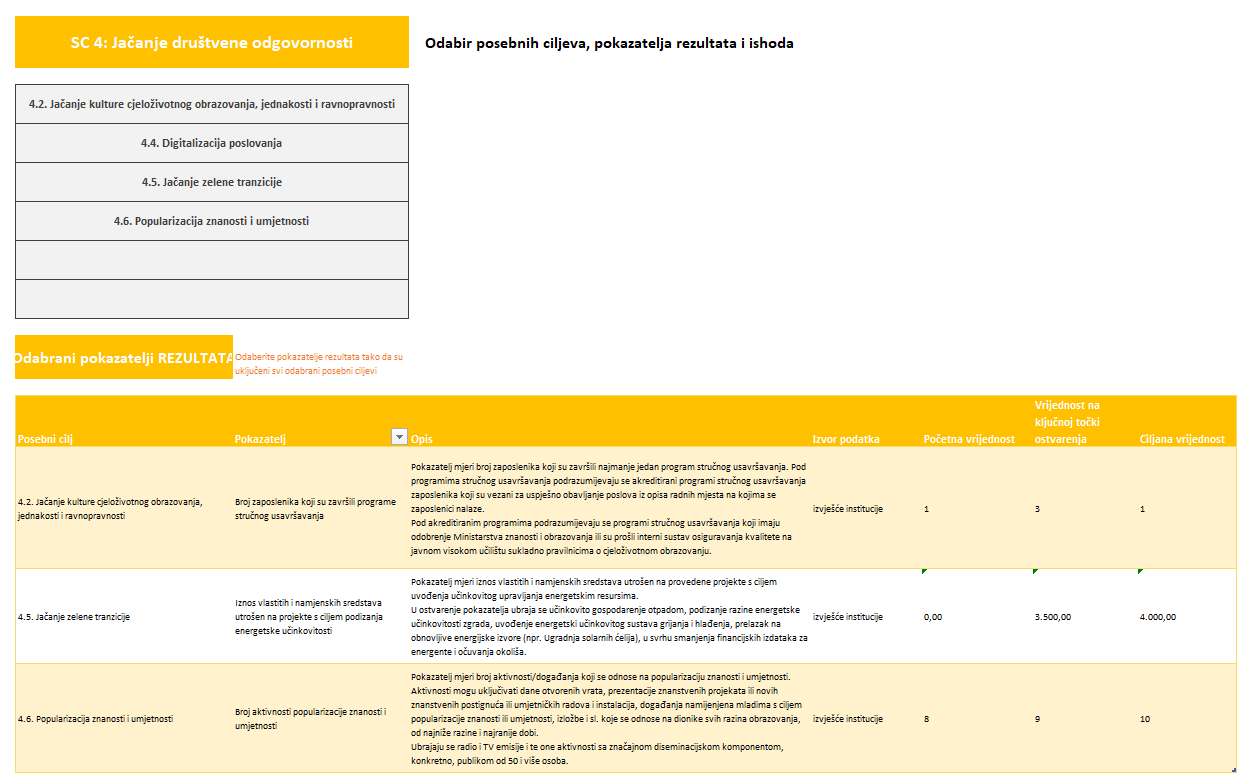 SC 4: Jačanje društvene odgovornosti
Odabir posebnih ciljeva, pokazatelja rezultata i ishoda
4.2. Jačanje kulture cjeloživotnog obrazovanja, jednakosti i ravnopravnosti
4.4. Digitalizacija poslovanja
4.5. Jačanje zelene tranzicije
4.6. Popularizacija znanosti i umjetnosti
Odabrani pokazatelji REZULTATA
Odaberite pokazatelje rezultata tako da su
uključeni svi odabrani posebni ciljevi
Posebni cilj
Pokazatelj
Opis
Izvor podatka
Početna vrijednost
Vrijednost na
ključnoj točki
ostvarenja
Ciljana vrijednost
4.2. Jačanje kulture cjeloživotnog obrazovanja,
jednakosti i ravnopravnosti
Broj zaposlenika koji su završili programe
stručnog usavršavanja
Pokazatelj mjeri broj zaposlenika koji su završili najmanje jedan program stručnog usavršavanja. Pod
programima stručnog usavršavanja podrazumijevaju se akreditirani programi stručnog usavršavanja
zaposlenika koji su vezani za uspješno obavljanje poslova iz opisa radnih mjesta na kojima se
zaposlenici nalaze.
Pod akreditiranim programima podrazumijevaju se programi stručnog usavršavanja koji imaju
odobrenje Ministarstva znanosti i obrazovanja ili su prošli interni sustav osiguravanja kvalitete na
javnom visokom učilištu sukladno pravilnicima o cjeloživotnom obrazovanju.
izvješće institucije
1
3
1
4.5. Jačanje zelene tranzicije
Iznos vlastitih i namjenskih sredstava
utrošen na projekte s ciljem podizanja
energetske učinkovitosti
Pokazatelj mjeri iznos vlastitih i namjenskih sredstava utrošen na provedene projekte s ciljem
uvođenja učinkovitog upravljanja energetskim resursima.
U ostvarenje pokazatelja ubraja se učinkovito gospodarenje otpadom, podizanje razine energetske
učinkovitosti zgrada, uvođenje energetski učinkovitog sustava grijanja i hlađenja, prelazak na
obnovljive energijske izvore (npr. Ugradnja solarnih ćelija), u svrhu smanjenja financijskih izdataka za
energente i očuvanja okoliša.
izvješće institucije
0,00
3.500,00
4.000,00
4.6. Popularizacija znanosti i umjetnosti
Broj aktivnosti popularizacije znanosti i
umjetnosti
Pokazatelj mjeri broj aktivnosti/događanja koji se odnose na popularizaciju znanosti i umjetnosti.
Aktivnosti mogu uključivati dane otvorenih vrata, prezentacije znanstvenih projekata ili novih
znanstvenih postignuća ili umjetničkih radova i instalacija, događanja namijenjena mladima s ciljem
popularizacije znanosti ili umjetnosti, izložbe i sl. koje se odnose na dionike svih razina obrazovanja,
od najniže razine i najranije dobi.
Ubrajaju se radio i TV emisije i te one aktivnosti sa značajnom diseminacijskom komponentom,
konkretno, publikom od 50 i više osoba.
izvješće institucije
8
9
10